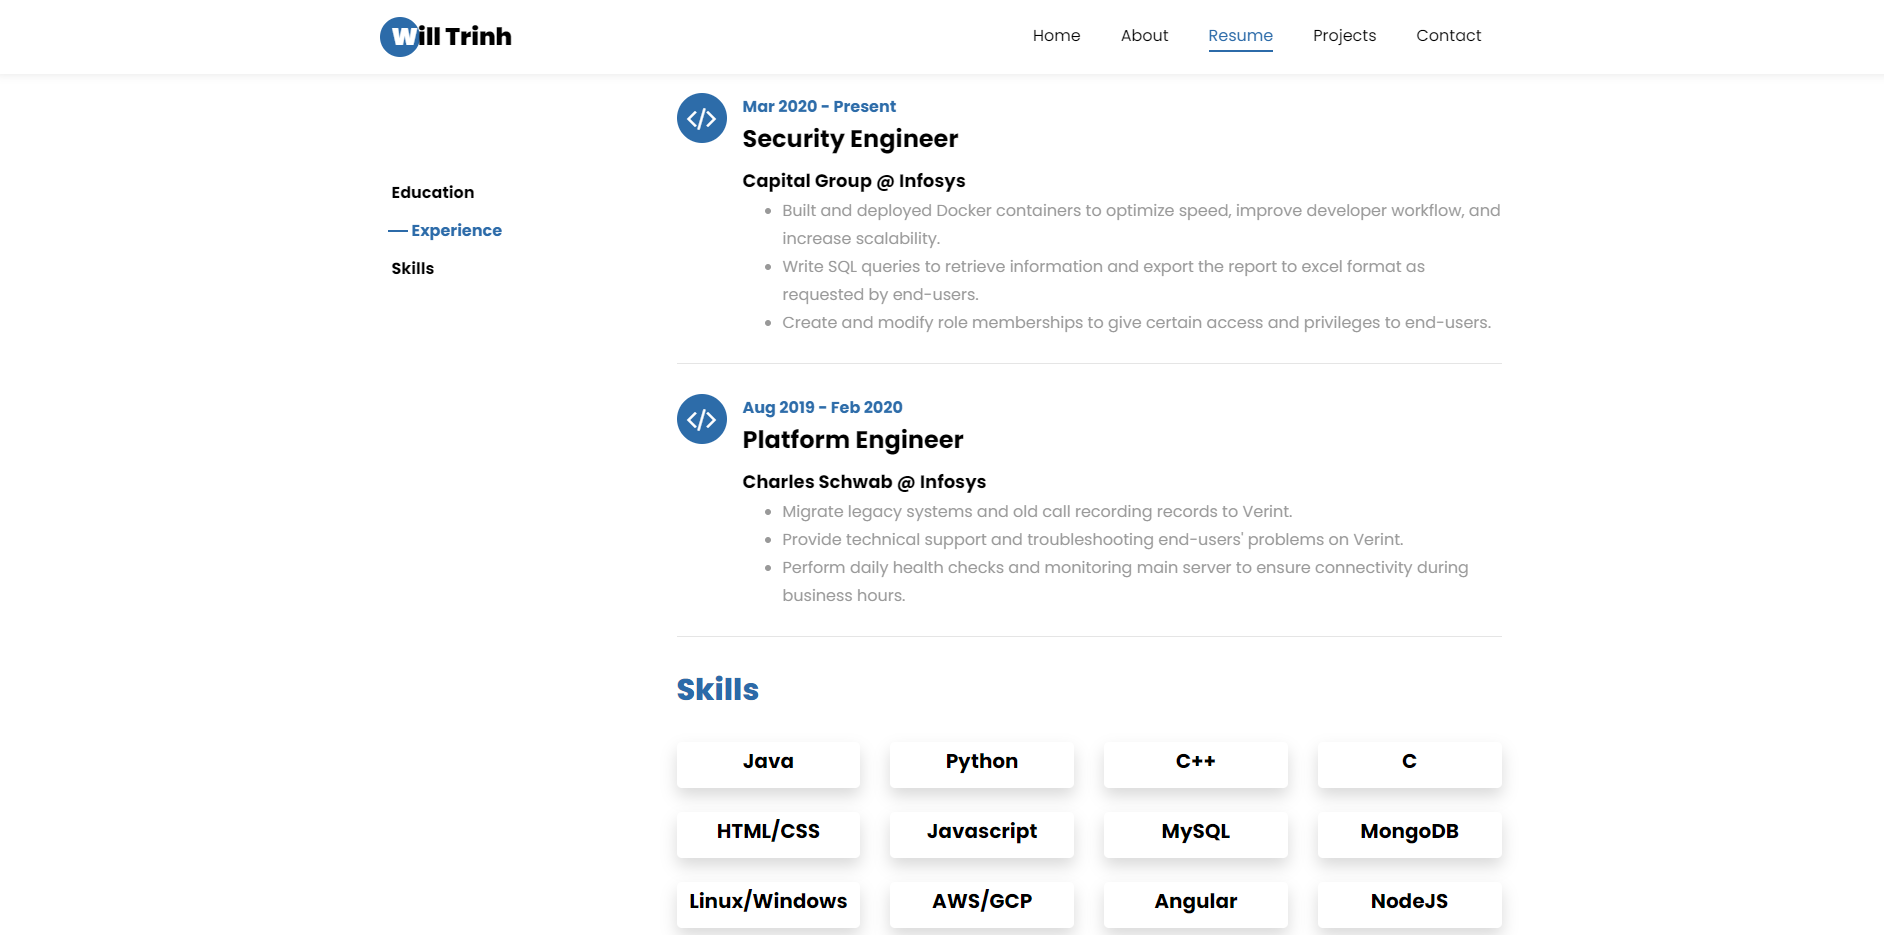 Will Trinh
Home About Resume Projects Contact
Education
Experience
Skills
Mar 2020 - Present
Security Engineer
Capital Group @ Infosys
Built and deployed Docker containers to optimize speed, improve developer workflow, and
increase scalability.
Write SQL queries to retrieve information and export the report to excel format as
requested by end-users.
Create and modify role memberships to give certain access and privileges to end-users.
Aug 2019 - Feb 2020
Platform Engineer
Charles Schwab @ Infosys
Migrate legacy systems and old call recording records to Verint.
Provide technical support and troubleshooting end-users' problems on Verint.
Perform daily health checks and monitoring main server to ensure connectivity during
business hours.
Skills
Java Python C++ C
HTML/CSS Javascript MySQL MongoDB
Linux/Windows AWS/GCP Angular NodeJS